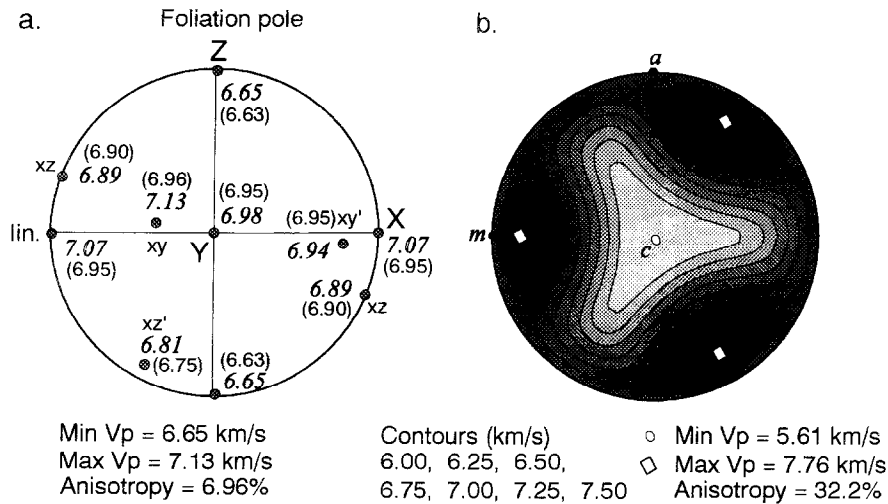 a.
Foliation pole
Z
6.65
(6.63)
xz
(6.90)
6.89
(6.96)
7.13
xy
(6.95)
6.98
Y
(6.95) xy'
6.94
X
7.07
(6.95)
lin.
7.07
(6.95)
6.89
(6.90)
xz
xz'
6.81
(6.75)
(6.63)
6.65
Min Vp = 6.65 km/s
Max Vp = 7.13 km/s
Anisotropy = 6.96%
b.
a
m
c
Contours (km/s)
6.00, 6.25, 6.50,
6.75, 7.00, 7.25, 7.50
Min Vp = 5.61 km/s
Max Vp = 7.76 km/s
Anisotropy = 32.2%